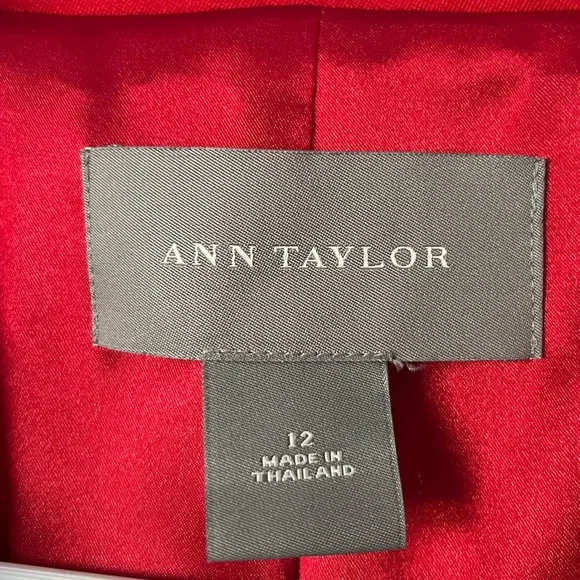 ANN TAYLOR
12
MADE IN
THAILAND